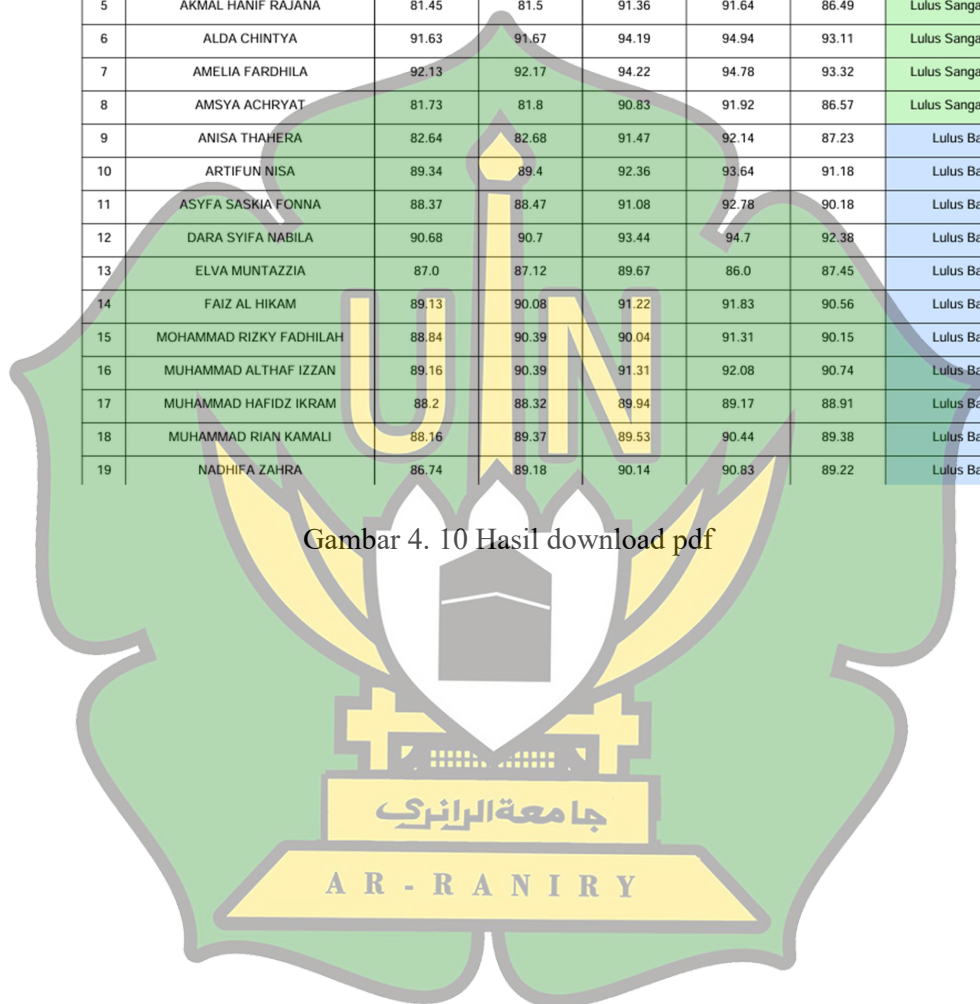 5 AKMAL HANIF RAJANA 81.45 81.5 91.36 91.64 86.49 Lulus Sanga
6 ALDA CHINTYA 91.63 91.67 94.19 94.94 93.11 Lulus Sanga
7 AMELIA FARDHILA 92.13 92.17 94.22 94.78 93.32 Lulus Sanga
8 AMSYA ACHRYAT 81.73 81.8 90.83 91.92 86.57 Lulus Sanga
9 ANISA THAHERA 82.64 82.68 91.47 92.14 87.23 Lulus Ba
10 ARTIFUN NISA 89.34 89.4 92.36 93.64 91.18 Lulus Ba
11 ASYFA SASKIA FONNA 88.37 88.47 91.08 92.78 90.18 Lulus Ba
12 DARA SYIFA NABILA 90.68 90.7 93.44 94.7 92.38 Lulus Ba
13 ELVA MUNTAZZIA 87.0 87.12 89.67 86.0 87.45 Lulus Ba
14 FAIZ AL HIKAM 89.13 90.08 91.22 91.83 90.56 Lulus Ba
15 MOHAMMAD RIZKY FADHILAH 88.84 90.39 90.04 91.31 90.15 Lulus Ba
16 MUHAMMAD ALTHAF IZZAN 89.16 90.39 91.31 92.08 90.74 Lulus Ba
17 MUHAMMAD HAFIDZ IKRAM 88.2 88.32 89.94 89.17 88.91 Lulus Ba
18 MUHAMMAD RIAN KAMALI 88.16 89.37 89.53 90.44 89.38 Lulus Ba
19 NADHIFA ZAHRA 86.74 89.18 90.14 90.83 89.22 Lulus Ba
UIN
Gambar 4. 10 Hasil download pdf
جامعة الرانري
AR-RANIRY